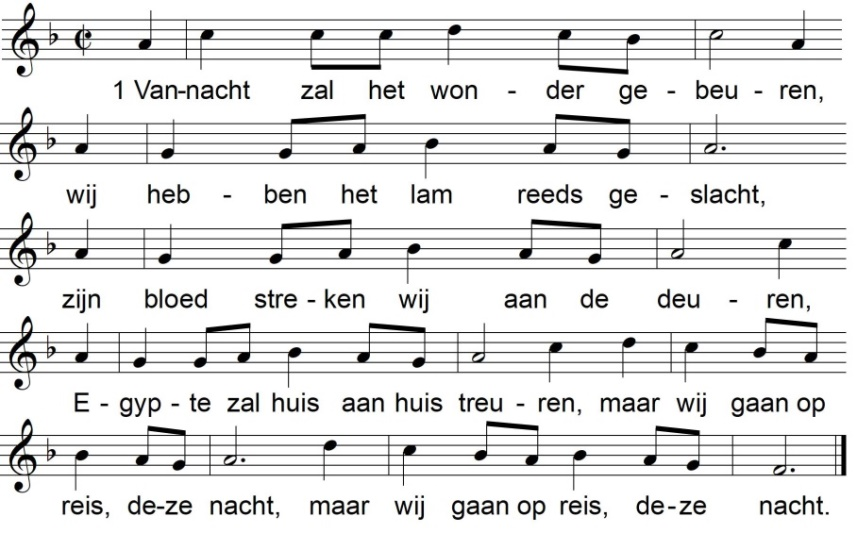 1 Van-nacht zal het won - der ge - beu - ren,
wij heb - ben het lam reeds ge - slacht,
zijn bloed stre - ken wij aan de deu - ren,
E - gyp - te zal huis aan huis treu - ren, maar wij gaan op
reis, de-ze nacht, maar wij gaan op reis, de-ze nacht.